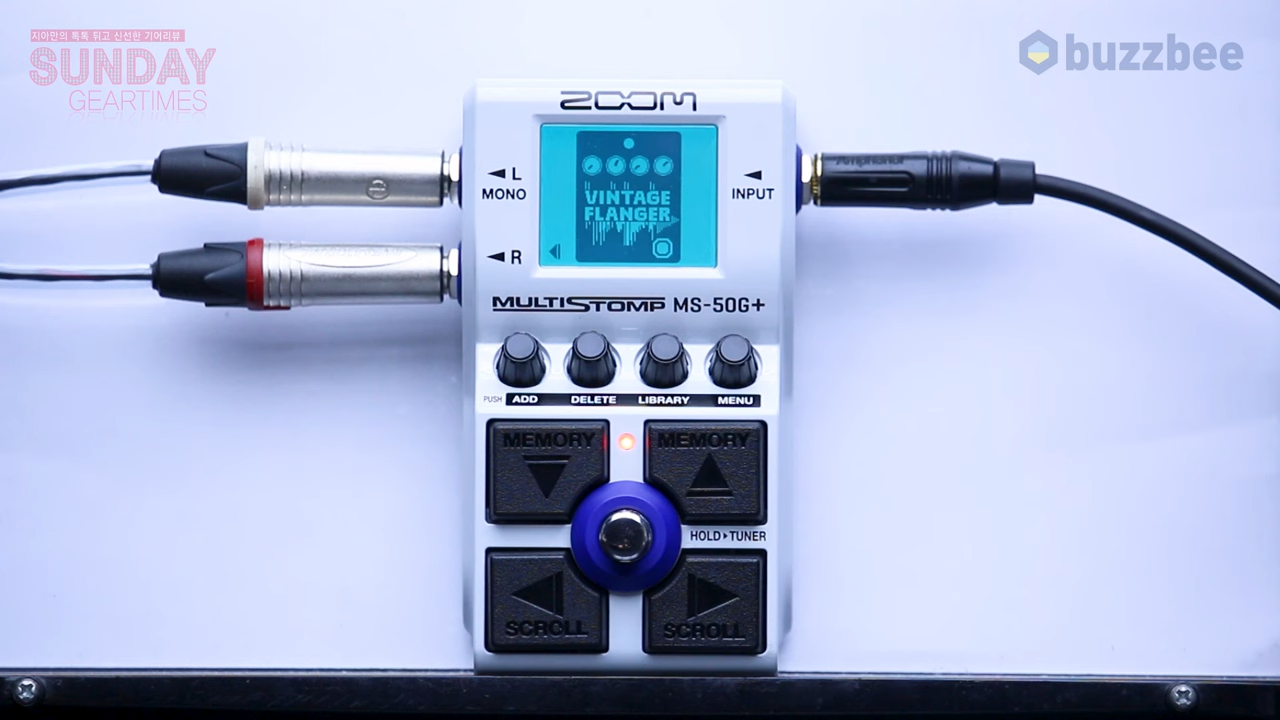 지아민의 톡톡 튀고 신선한 기어리뷰
SUNDAY
GEARTIMES
buzzbee
ZOOM
◀ L
MONO
◀ R
VINTAGE
FLANGER
◀
INPUT
Amphenol
MULTISTOMP MS-50G+
PUSH ADD DELETE LIBRARY MENU
MEMORY ▼
MEMORY ▲
HOLD▸TUNER
◀ SCROLL
▶ SCROLL